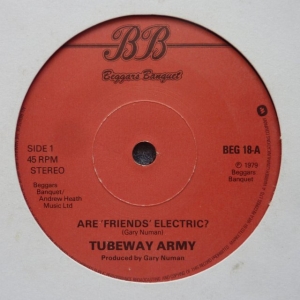 BB
Beggars Banquet
SIDE 1
45 RPM
STEREO
BEG 18-A
Beggars
Banquet/
Andrew Heath
Music Ltd
℗ 1979
Beggars
Banquet
ARE 'FRIENDS' ELECTRIC?
(Gary Numan)
TUBEWAY ARMY
Produced by Gary Numan